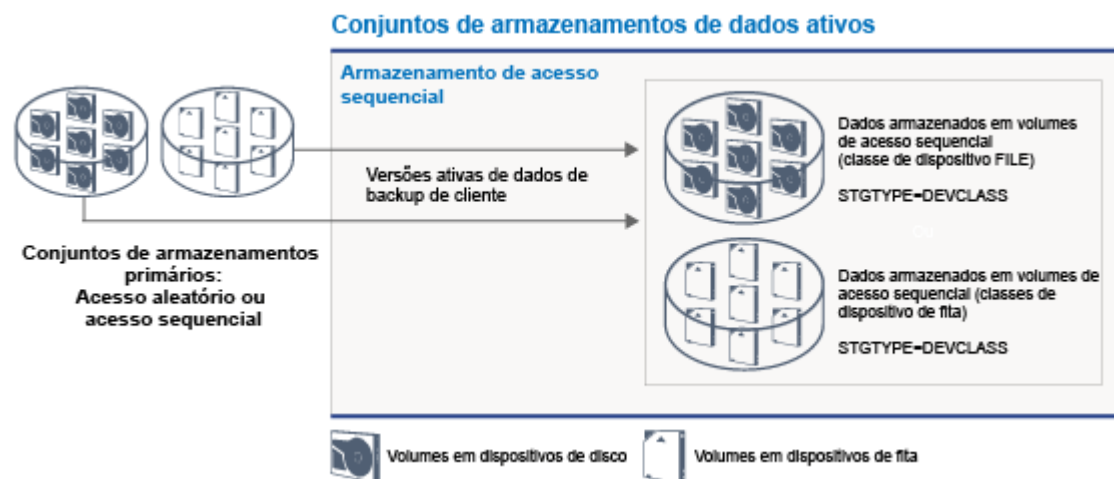 Conjuntos de armazenamentos de dados ativos
Armazenamento de acesso
sequencial
Versões ativas de dados de
backup de cliente
Conjuntos de armazenamentos
primários:
Acesso aleatório ou
acesso sequencial
Dados armazenados em volumes
de acesso sequencial
(classe de dispositivo FILE)
STGTYPE=DEVCLASS
Ou
Dados armazenados em volumes de
acesso sequencial (classes de
dispositivo de fita)
STGTYPE=DEVCLASS
Volumes em dispositivos de disco
Volumes em dispositivos de fita